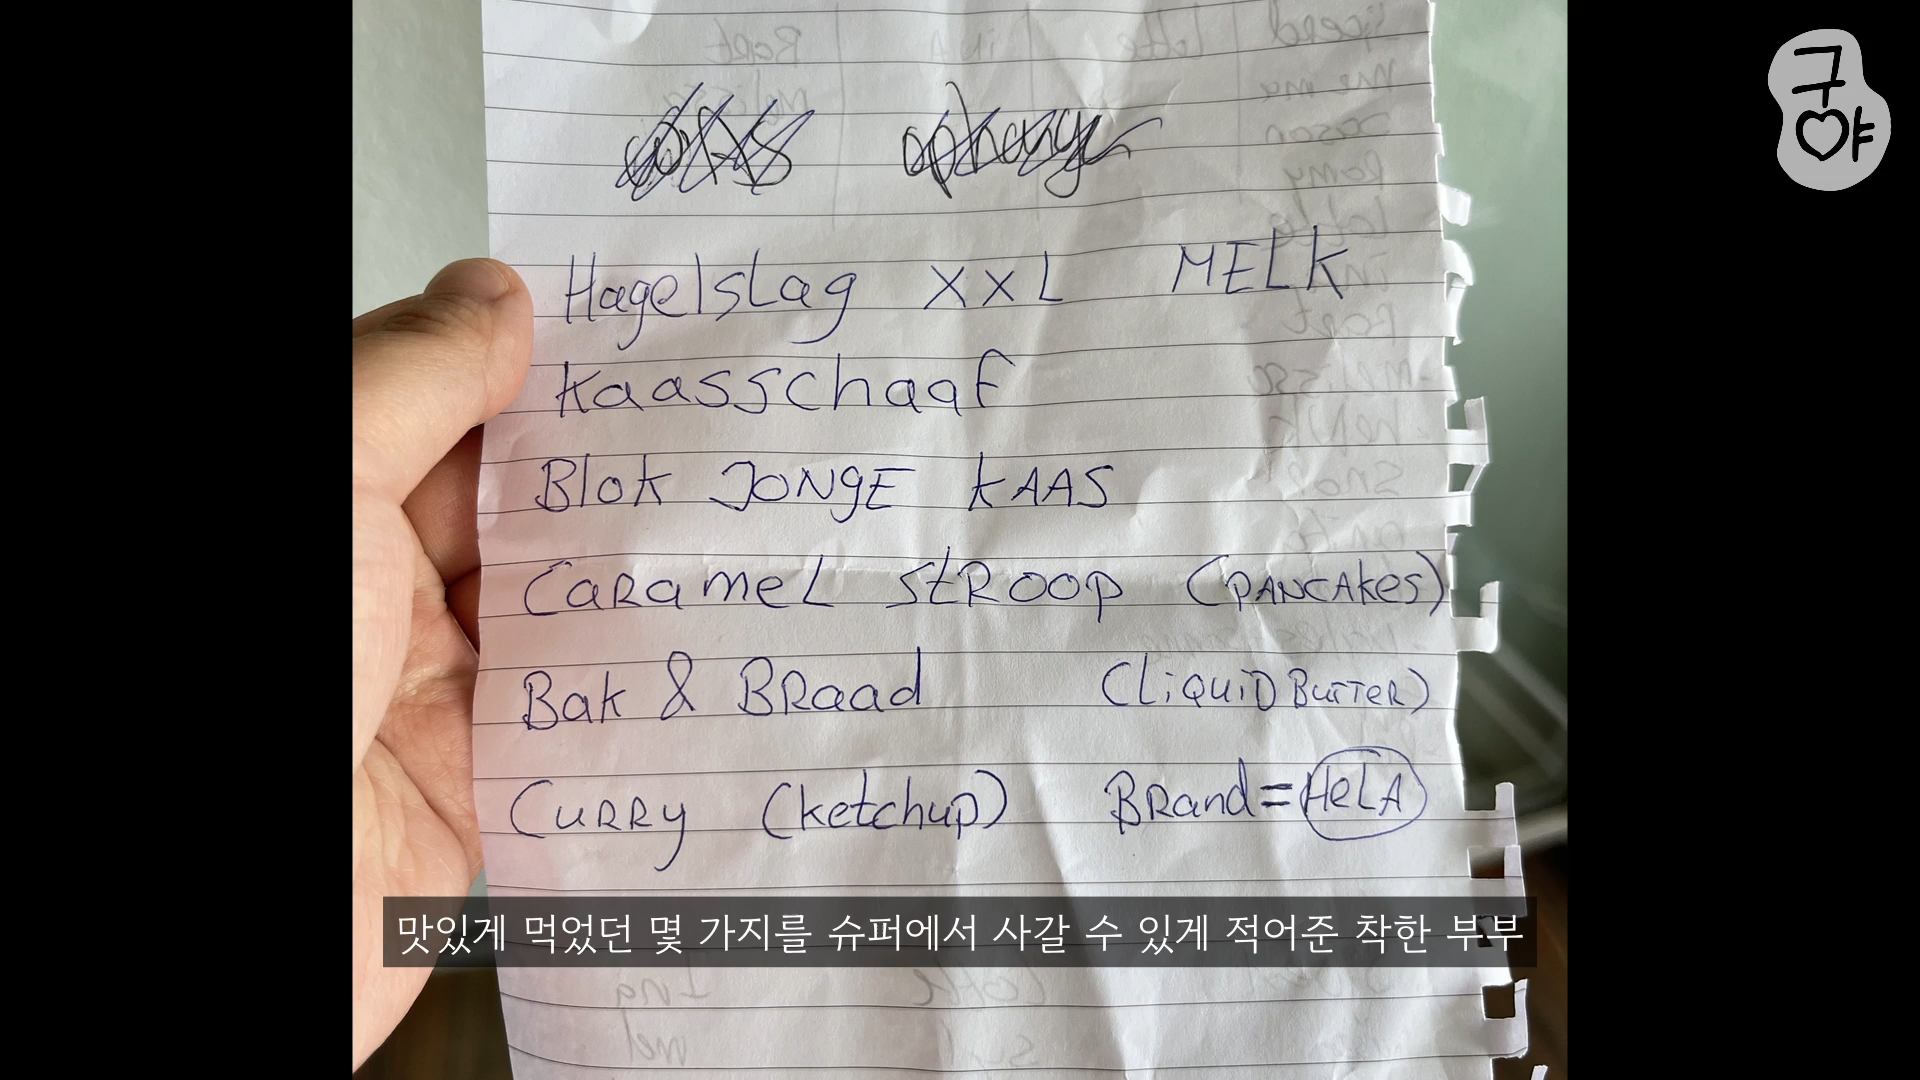 구야
Hagelslag XXL MELK
Kaasschaaf
Blok JONGE KAAS
Caramel Stroop (PANCAKES)
Bak & BRaad (LiQUiD BUTTER)
CURRY (Ketchup) BRand = HeLA
맛있게 먹었던 몇 가지를 슈퍼에서 사갈 수 있게 적어준 착한 부부